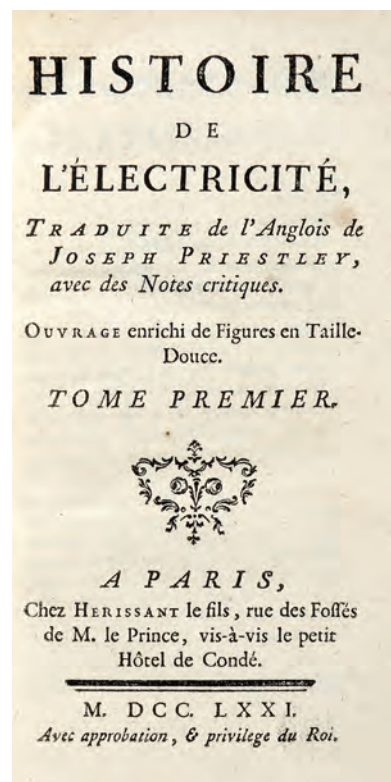 HISTOIRE
DE
L'ÉLECTRICITÉ,
TRADUITE de l'Anglois de
JOSEPH PRIESTLEY,
avec des Notes critiques.
OUVRAGE enrichi de Figures en Taille-
Douce.
TOME PREMIER.
A PARIS,
Chez HERISSANT le fils, rue des Fossés
de M. le Prince, vis-à-vis le petit
Hôtel de Condé.
M. DCC. LXXI.
Avec approbation, & privilege du Roi.